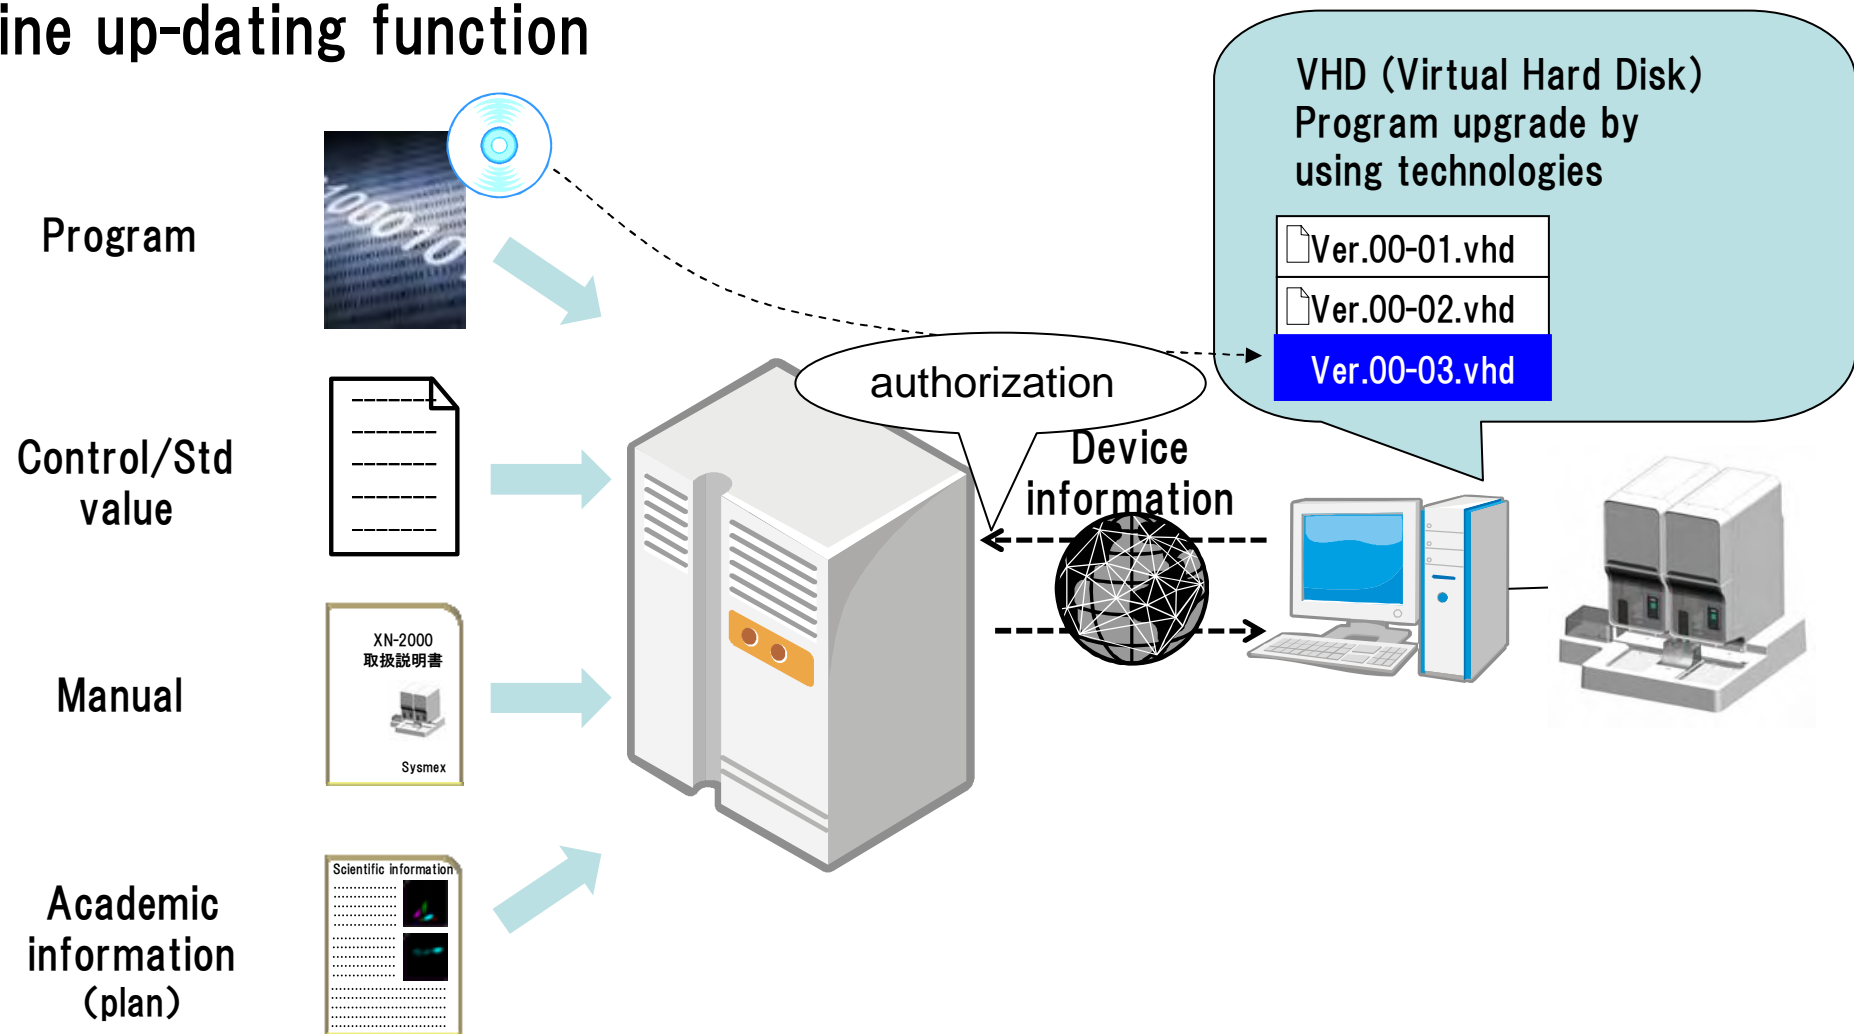 ine up-dating function
VHD (Virtual Hard Disk)
Program upgrade by
using technologies
Ver.00-01.vhd
Ver.00-02.vhd
Ver.00-03.vhd
Program
authorization
Device
information
Control/Std
value
XN-2000
取扱説明書
Sysmex
Manual
Scientific information
Academic
information
(plan)